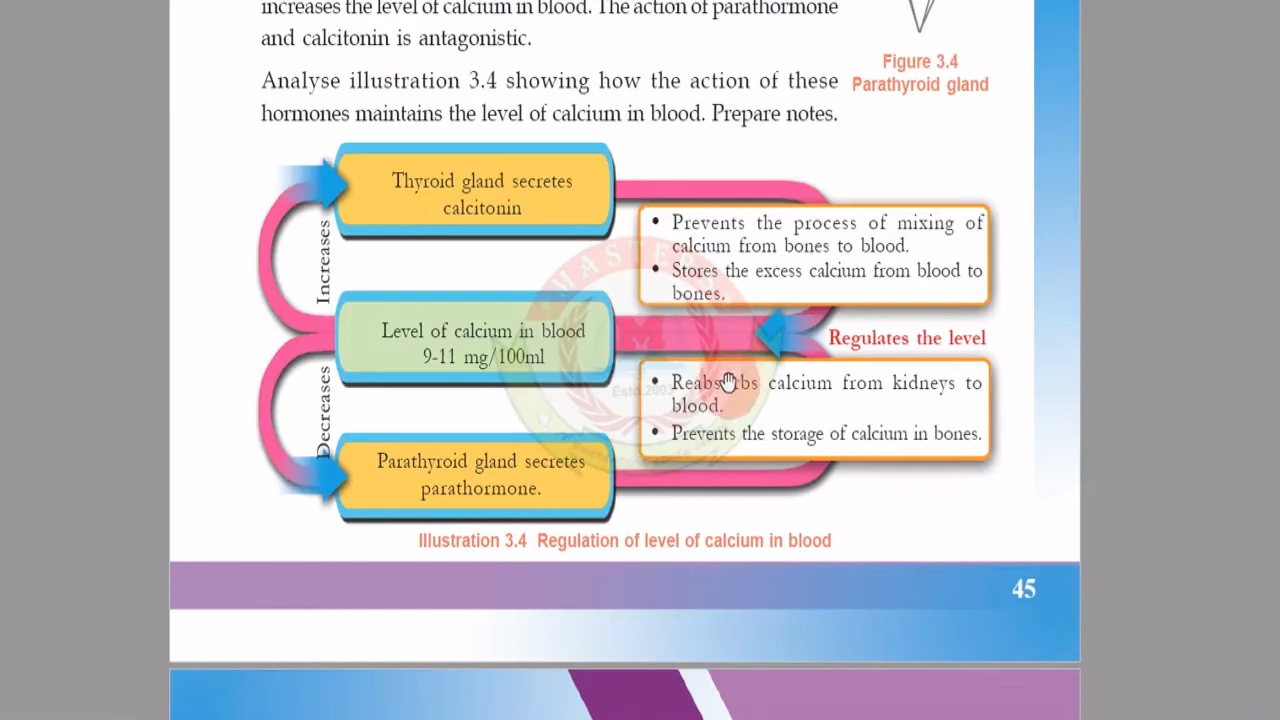 increases the level of calcium in blood. The action of parathormone
and calcitonin is antagonistic.
Analyse illustration 3.4 showing how the action of these
hormones maintains the level of calcium in blood. Prepare notes.
Figure 3.4
Parathyroid gland
Thyroid gland secretes
calcitonin
Increases
• Prevents the process of mixing of
calcium from bones to blood.
• Stores the excess calcium from blood to
bones.
Level of calcium in blood
9-11 mg/100ml
Regulates the level
Decreases
• Reabsorbs calcium from kidneys to
blood.
• Prevents the storage of calcium in bones.
Parathyroid gland secretes
parathormone.
Illustration 3.4 Regulation of level of calcium in blood
45
MASTERS
Estd.2003